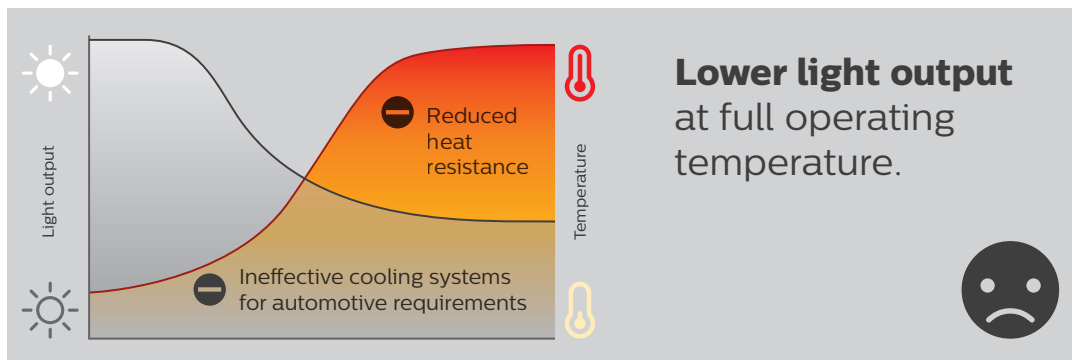 Light output
Reduced
heat
resistance
Ineffective cooling systems
for automotive requirements
Temperature
Lower light output
at full operating
temperature.